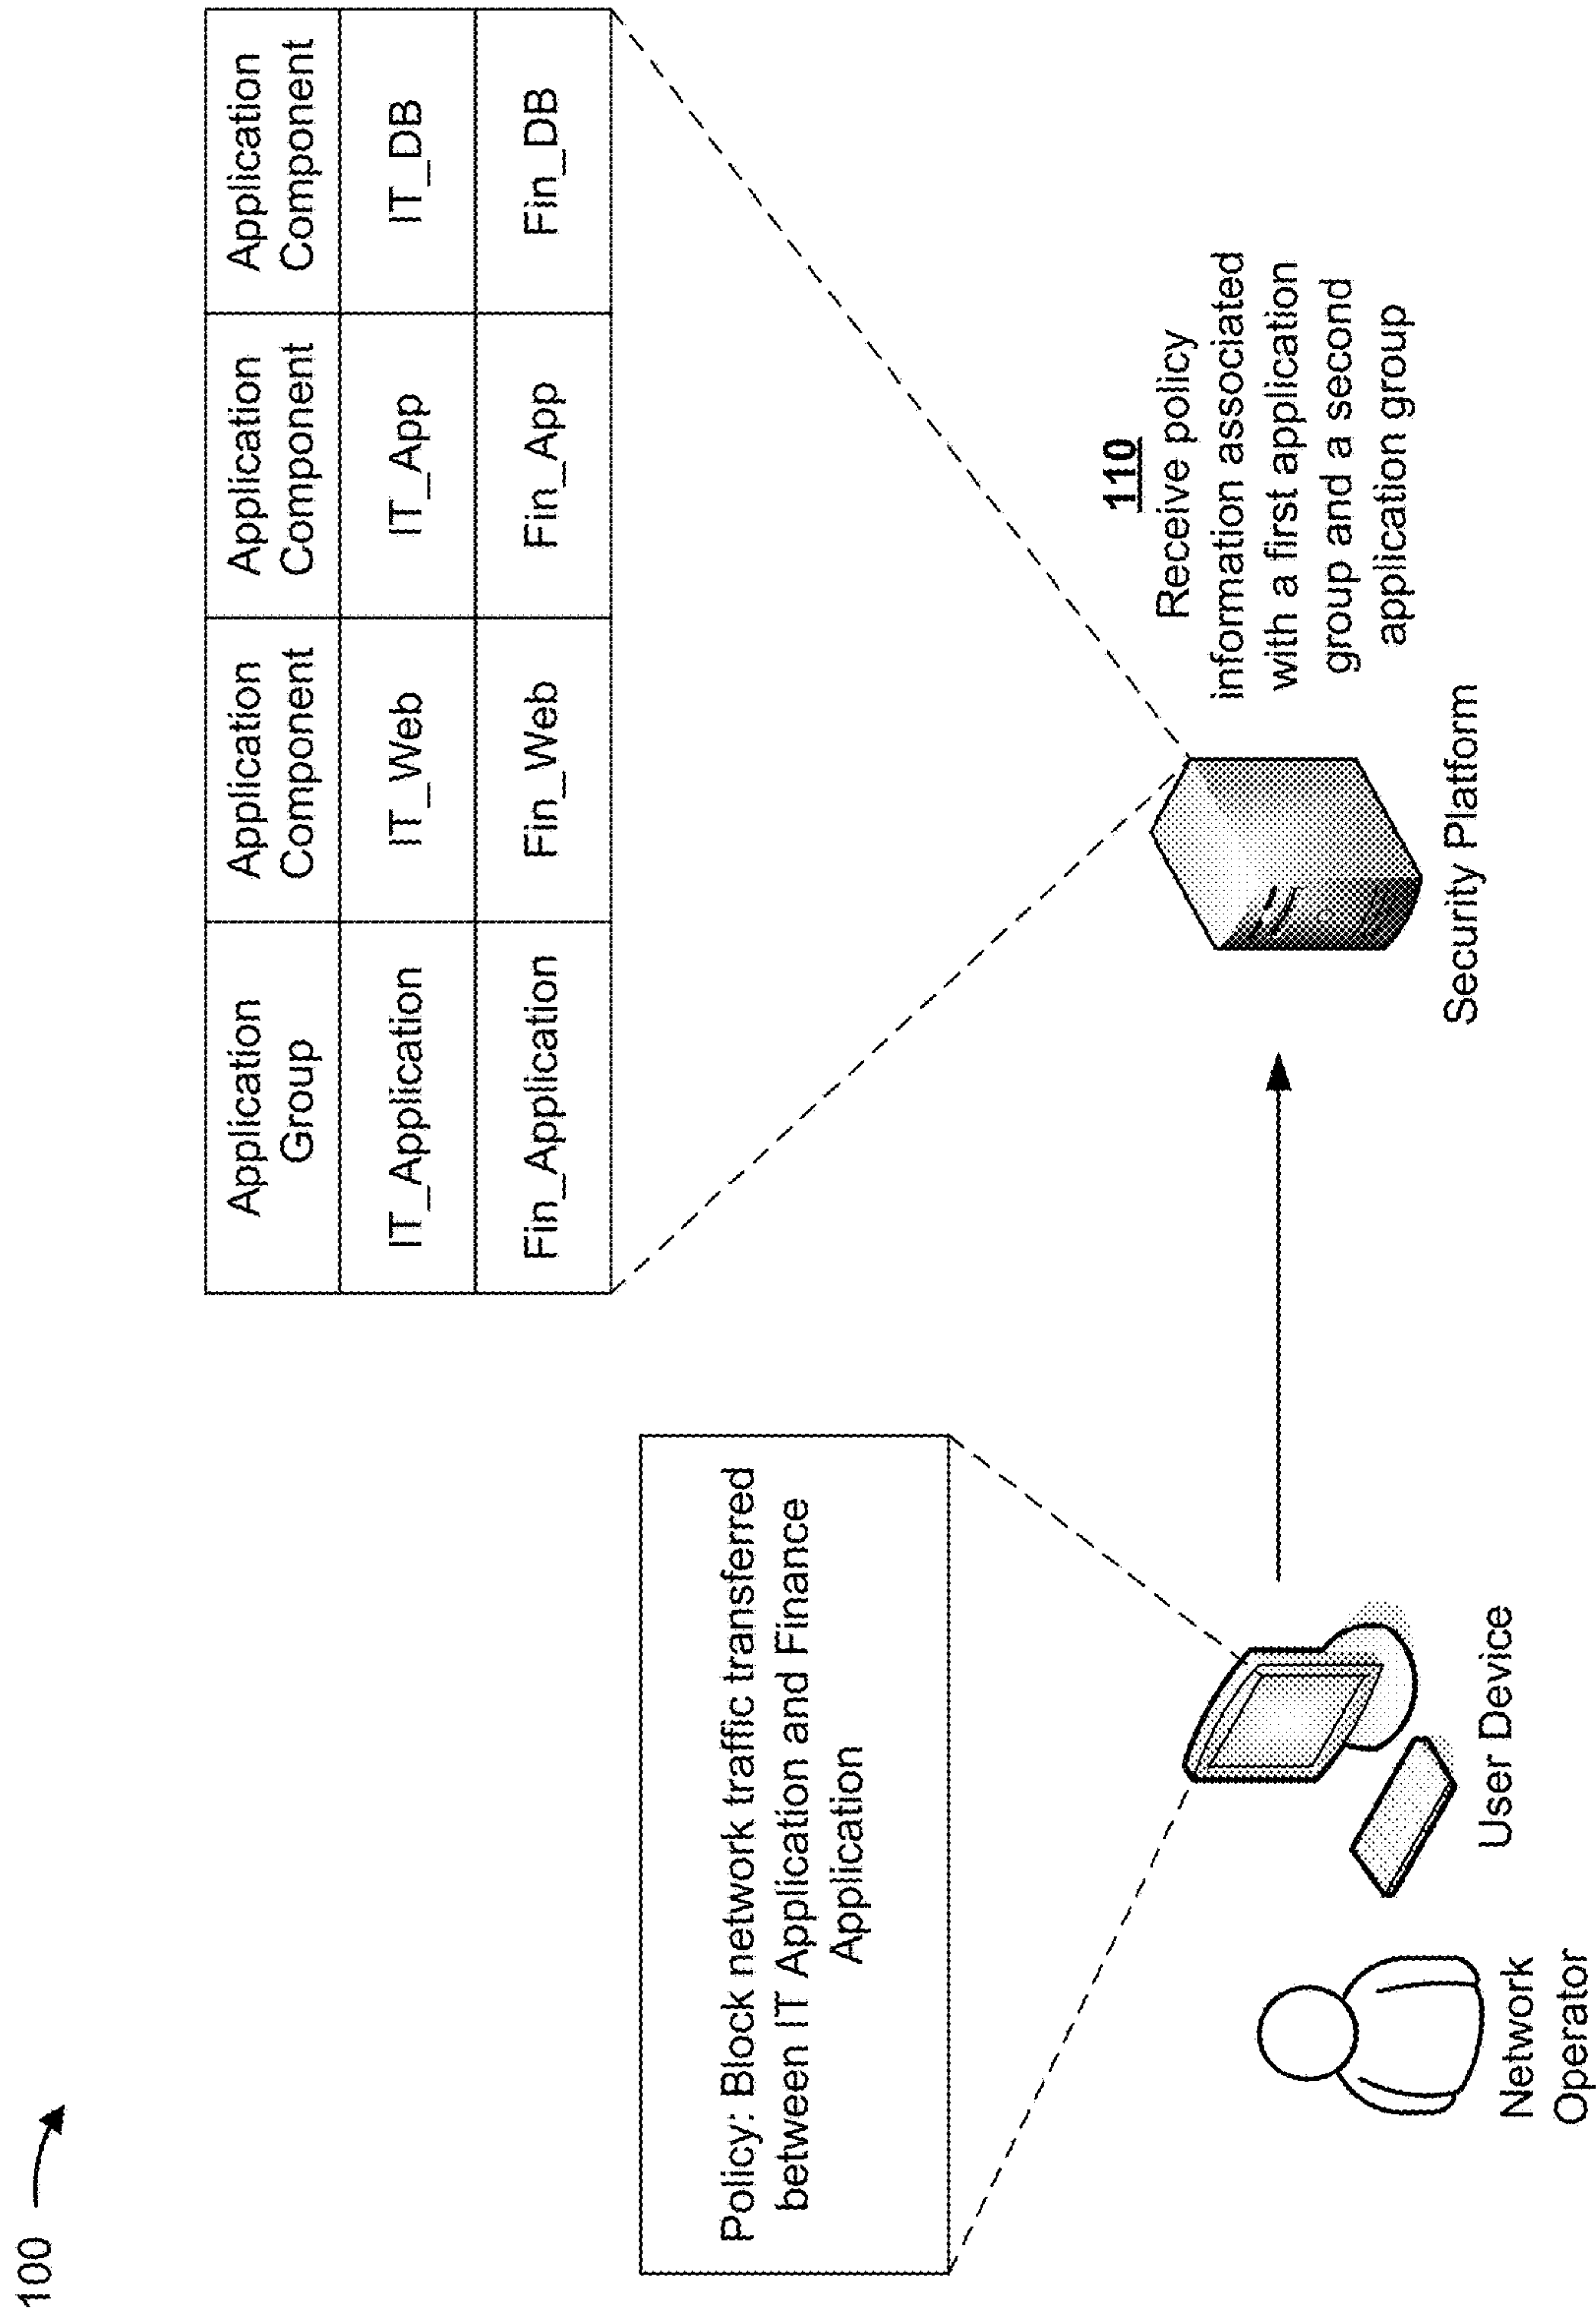 100
Policy: Block network traffic transferred
between IT Application and Finance
Application
Application
Group
Application
Component
Application
Component
Application
Component
IT_Application
IT_Web
IT_App
IT_DB
Fin_Application
Fin_Web
Fin_App
Fin_DB
110
Receive policy
information associated
with a first application
group and a second
application group
Network
Operator
User Device
Security Platform